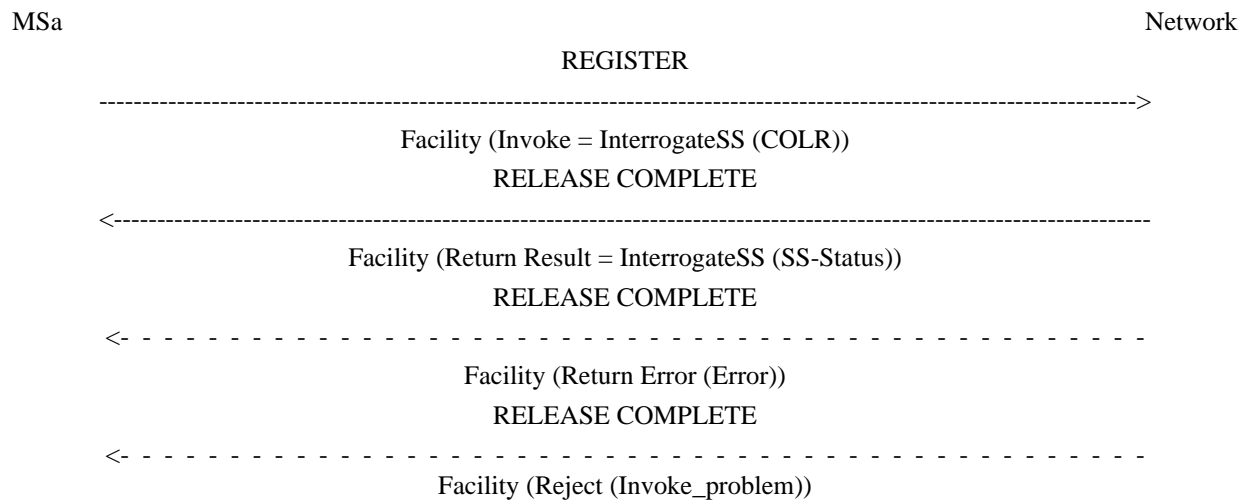 MSa Network
REGISTER
------------------------------------------------------------------------------------------------------------------------>
Facility (Invoke = InterrogateSS (COLR))
RELEASE COMPLETE
<------------------------------------------------------------------------------------------------------------------------
Facility (Return Result = InterrogateSS (SS-Status))
RELEASE COMPLETE
<- - - - - - - - - - - - - - - - - - - - - - - - - - - - - - - - - - - - - - - - - - - - - - - -
Facility (Return Error (Error))
RELEASE COMPLETE
<- - - - - - - - - - - - - - - - - - - - - - - - - - - - - - - - - - - - - - - - - - - - - - - -
Facility (Reject (Invoke_problem))